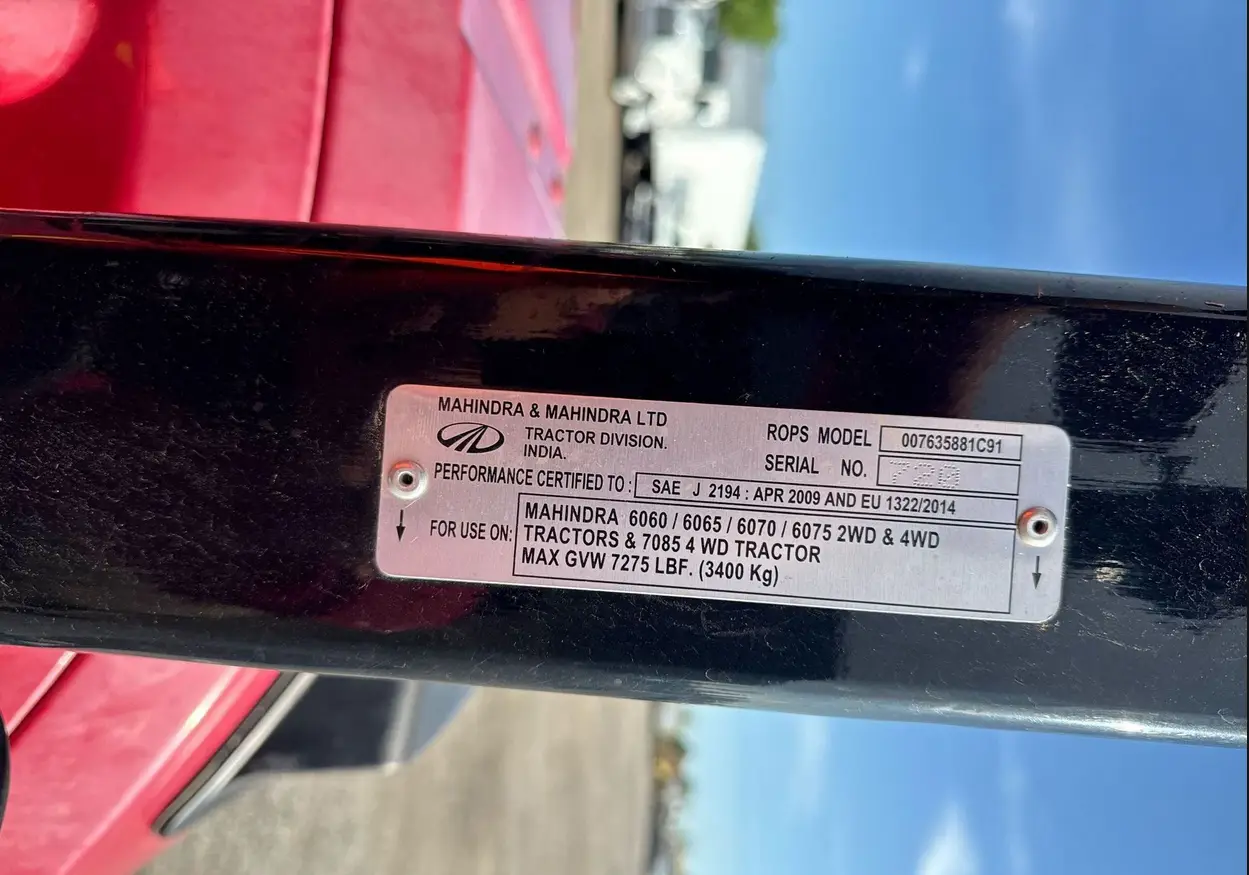 MAHINDRA & MAHINDRA LTD
TRACTOR DIVISION.
INDIA.
ROPS MODEL 007635881C91
SERIAL NO.
PERFORMANCE CERTIFIED TO : SAE J 2194 : APR 2009 AND EU 1322/2014
FOR USE ON: MAHINDRA 6060 / 6065 / 6070 / 6075 2WD & 4WD
TRACTORS & 7085 4 WD TRACTOR
MAX GVW 7275 LBF. (3400 Kg)